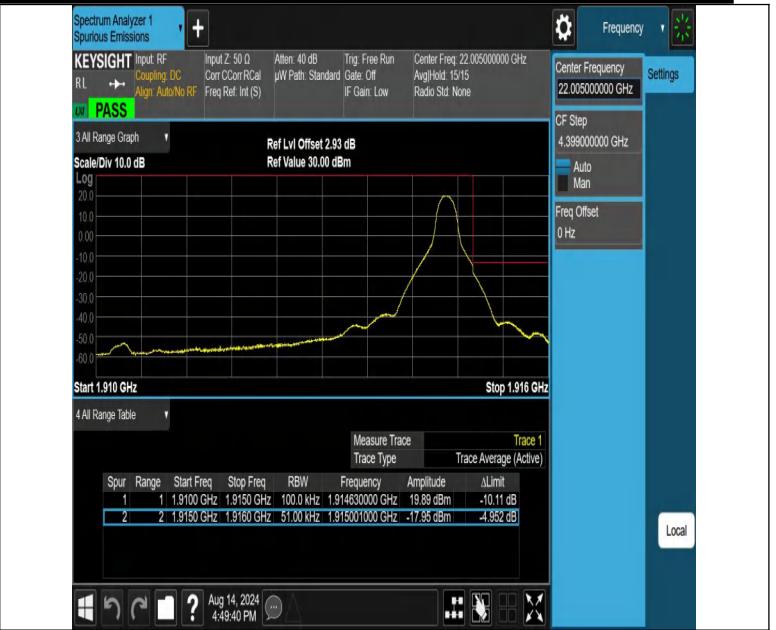 Spectrum Analyzer 1
Spurious Emissions
Frequency
KEYSIGHT
RL
PASS
Input: RF
Coupling: DC
Align: Auto/No RF
Input Z: 50 Ω
Corr CCorr RCal
Freq Ref: Int (S)
Atten: 40 dB
µW Path: Standard
Trig: Free Run
Gate: Off
IF Gain: Low
Center Freq: 22.005000000 GHz
Avg|Hold: 15/15
Radio Std: None
Center Frequency
22.005000000 GHz
Settings
CF Step
4.399000000 GHz
Auto
Man
Freq Offset
0 Hz
3 All Range Graph
Scale/Div 10.0 dB
Ref Lvl Offset 2.93 dB
Ref Value 30.00 dBm
Log
20.0
10.0
0.00
-10.0
-20.0
-30.0
-40.0
-50.0
-60.0
Start 1.910 GHz
Stop 1.916 GHz
4 All Range Table
Measure Trace Trace 1
Trace Type Trace Average (Active)
Spur Range Start Freq Stop Freq RBW Frequency Amplitude ΔLimit
1 1 1.9100 GHz 1.9150 GHz 100.0 kHz 1.914630000 GHz 19.89 dBm -10.11 dB
2 2 1.9150 GHz 1.9160 GHz 51.00 kHz 1.915001000 GHz -17.95 dBm -4.952 dB
Local
Aug 14, 2024
4:49:40 PM